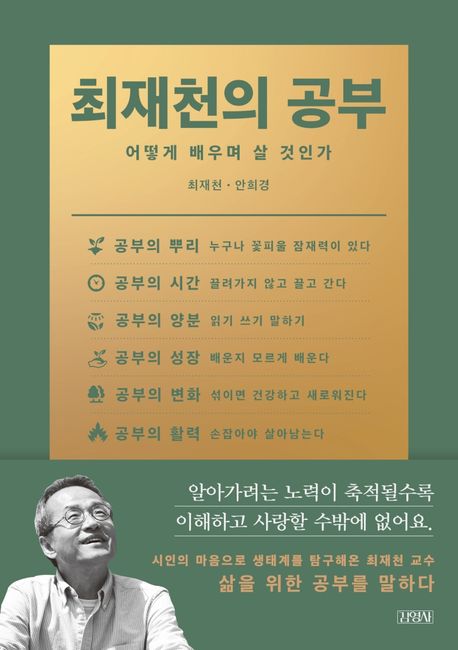 최재천의 공부
어떻게 배우며 살 것인가
최재천 · 안희경
공부의 뿌리 누구나 꽃피울 잠재력이 있다
공부의 시간 끌려가지 않고 끌고 간다
공부의 양분 읽기 쓰기 말하기
공부의 성장 배운지 모르게 배운다
공부의 변화 섞이면 건강하고 새로워진다
공부의 활력 손잡아야 살아남는다
알아가려는 노력이 축적될수록
이해하고 사랑할 수밖에 없어요.
시인의 마음으로 생태계를 탐구해온 최재천 교수
삶을 위한 공부를 말하다
김영사